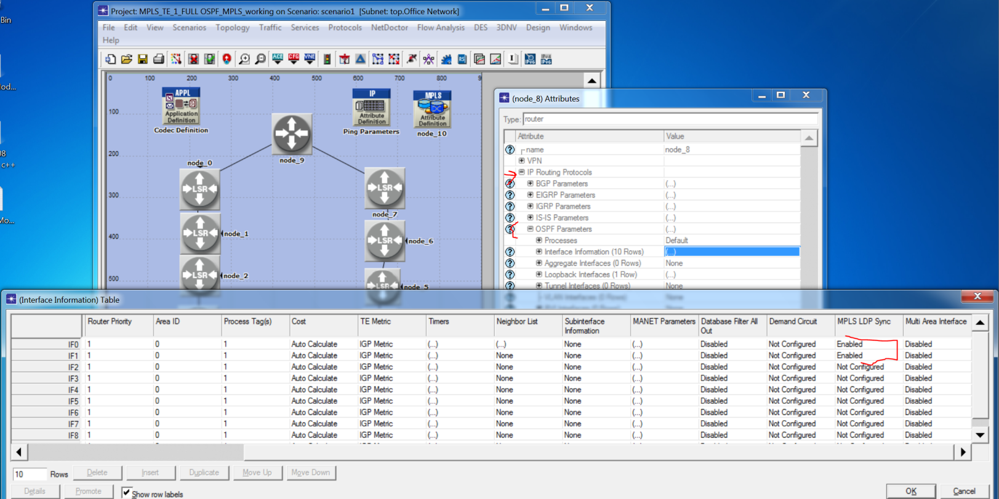 Bin
od...
08
c++
Mo...
Project: MPLS_TE_1_FULL OSPF_MPLS_working on Scenario: scenario1 [Subnet: top.Office Network]
File Edit View Scenarios Topology Traffic Services Protocols NetDoctor Flow Analysis DES 3DNV Design Windows
Help
ACE CFG VNE RS IPv6 IPv4 IPv6
0 100 200 300 400 500 600 700 800 9
100
200
300
400
500
APPL
Application
Definition
Codec Definition
IP
Attribute
Definition
Ping Parameters
MPLS
Attribute
Definition
node_10
node_9
node_0
LSR
LSR
node_1
LSR
node_2
LSR
node_7
LSR
node_6
LSR
node_5
(node_8) Attributes
Type: router
Attribute Value
name node_8
VPN
IP Routing Protocols
BGP Parameters (...)
EIGRP Parameters (...)
IGRP Parameters (...)
IS-IS Parameters (...)
OSPF Parameters (...)
Processes Default
Interface Information (10 Rows) (...)
Aggregate Interfaces (0 Rows) None
Loopback Interfaces (1 Row) (...)
Tunnel Interfaces (0 Rows) None
VLAN Interfaces (0 Rows) None
(Interface Information) Table
Router Priority Area ID Process Tag(s) Cost TE Metric Timers Neighbor List Subinterface Information MANET Parameters Database Filter All Out Demand Circuit MPLS LDP Sync Multi Area Interface
IF0 1 0 1 Auto Calculate IGP Metric (...) (...) None (...) Disabled Not Configured Enabled Disabled
IF1 1 0 1 Auto Calculate IGP Metric (...) None None (...) Disabled Not Configured Enabled Disabled
IF2 1 0 1 Auto Calculate IGP Metric (...) None None (...) Disabled Not Configured Not Configured Disabled
IF3 1 0 1 Auto Calculate IGP Metric (...) None None (...) Disabled Not Configured Not Configured Disabled
IF4 1 0 1 Auto Calculate IGP Metric (...) None None (...) Disabled Not Configured Not Configured Disabled
IF5 1 0 1 Auto Calculate IGP Metric (...) None None (...) Disabled Not Configured Not Configured Disabled
IF6 1 0 1 Auto Calculate IGP Metric (...) None None (...) Disabled Not Configured Not Configured Disabled
IF7 1 0 1 Auto Calculate IGP Metric (...) None None (...) Disabled Not Configured Not Configured Disabled
IF8 1 0 1 Auto Calculate IGP Metric (...) None None (...) Disabled Not Configured Not Configured Disabled
10 Rows Delete Insert Duplicate Move Up Move Down
Details Promote Show row labels OK Cancel